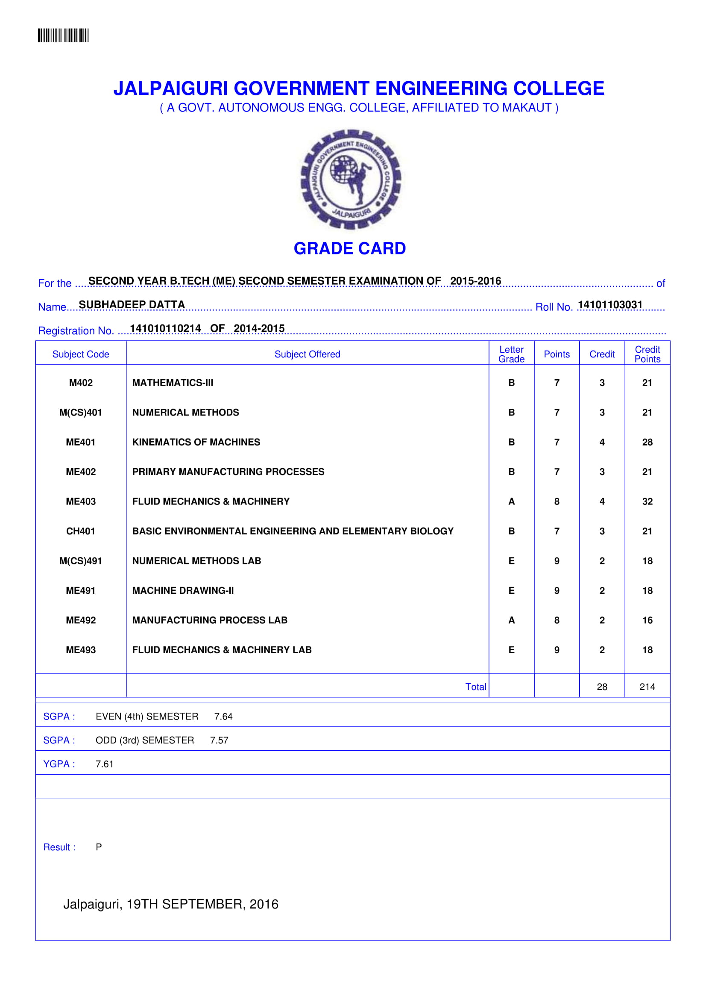 JALPAIGURI GOVERNMENT ENGINEERING COLLEGE
( A GOVT. AUTONOMOUS ENGG. COLLEGE, AFFILIATED TO MAKAUT )
JALPAIGURI GOVERNMENT ENGINEERING COLLEGE
JALPAIGURI
GRADE CARD
For the ....SECOND YEAR B.TECH (ME) SECOND SEMESTER EXAMINATION OF 2015-2016.... of
Name....SUBHADEEP DATTA.... Roll No. 14101103031
Registration No. ....141010110214 OF 2014-2015....
Subject Code Subject Offered Letter Grade Points Credit Credit Points
M402 MATHEMATICS-III B 7 3 21
M(CS)401 NUMERICAL METHODS B 7 3 21
ME401 KINEMATICS OF MACHINES B 7 4 28
ME402 PRIMARY MANUFACTURING PROCESSES B 7 3 21
ME403 FLUID MECHANICS & MACHINERY A 8 4 32
CH401 BASIC ENVIRONMENTAL ENGINEERING AND ELEMENTARY BIOLOGY B 7 3 21
M(CS)491 NUMERICAL METHODS LAB E 9 2 18
ME491 MACHINE DRAWING-II E 9 2 18
ME492 MANUFACTURING PROCESS LAB A 8 2 16
ME493 FLUID MECHANICS & MACHINERY LAB E 9 2 18
Total 28 214
SGPA : EVEN (4th) SEMESTER 7.64
SGPA : ODD (3rd) SEMESTER 7.57
YGPA : 7.61
Result : P
Jalpaiguri, 19TH SEPTEMBER, 2016